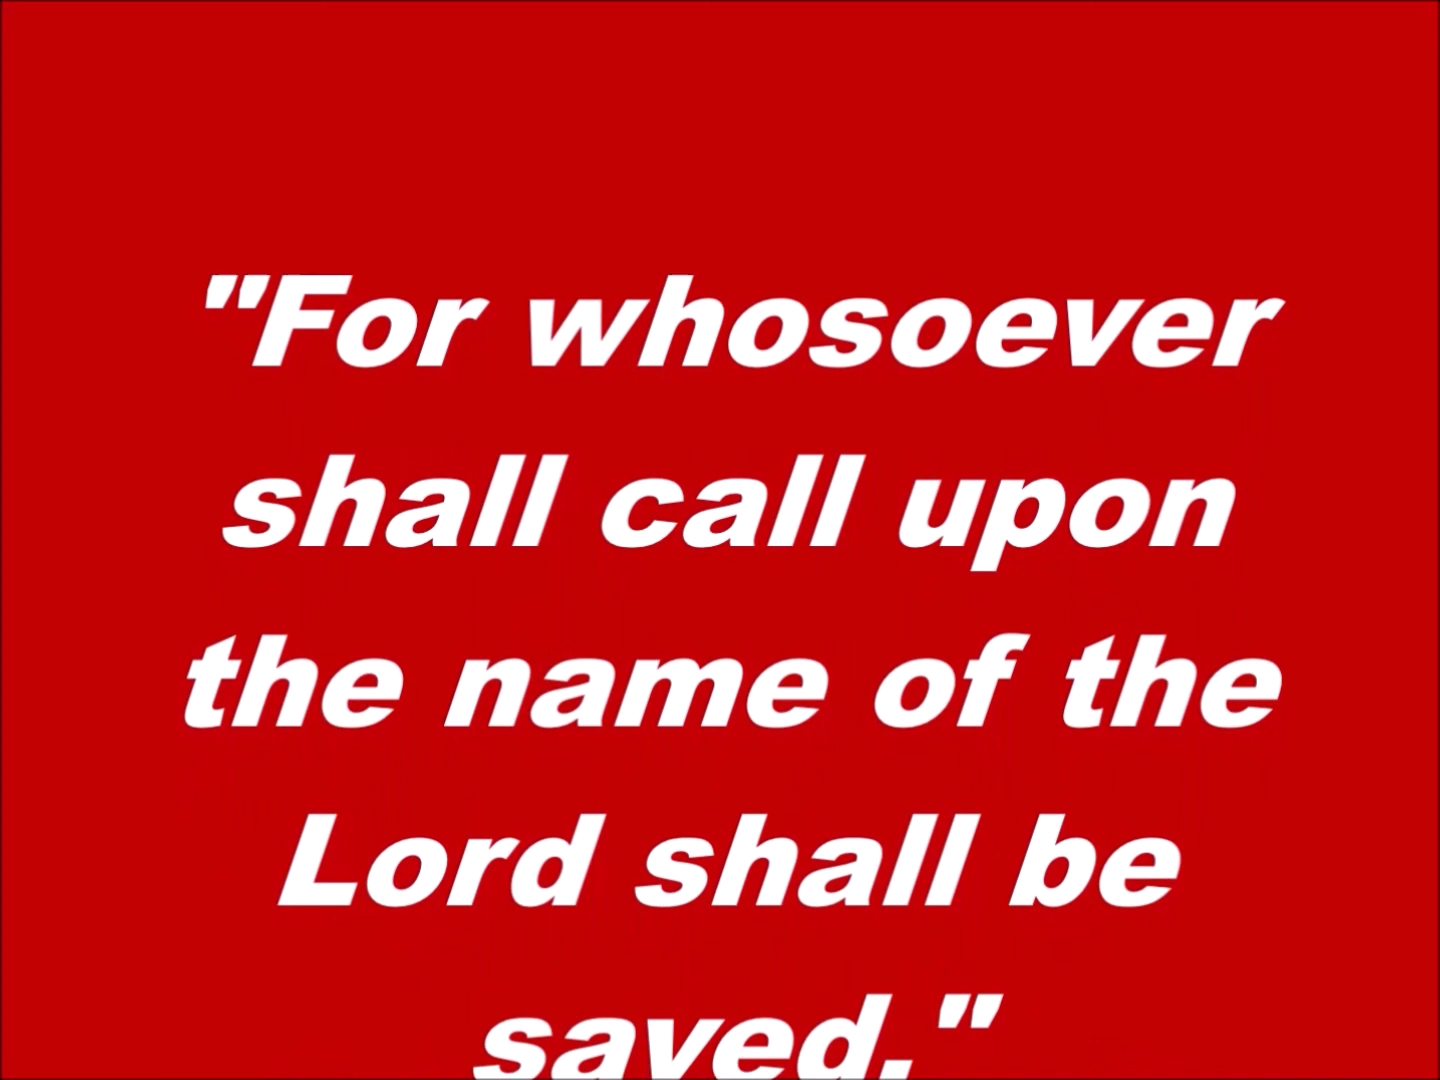 "For whosoever
shall call upon
the name of the
Lord shall be
saved."